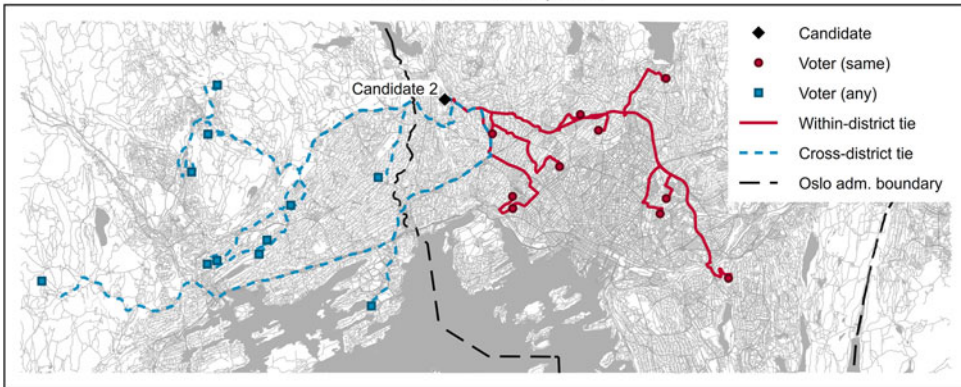 Candidate
Candidate 2
Voter (same)
Voter (any)
Within-district tie
Cross-district tie
Oslo adm. boundary